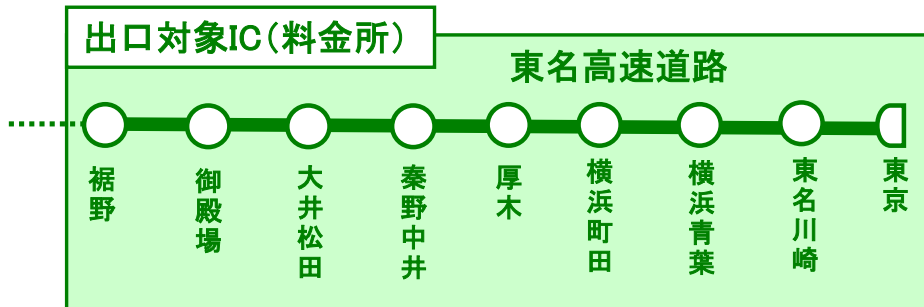 出口対象IC(料金所)
東名高速道路
裾野
御殿場
大井松田
秦野中井
厚木
横浜町田
横浜青葉
東名川崎
東京